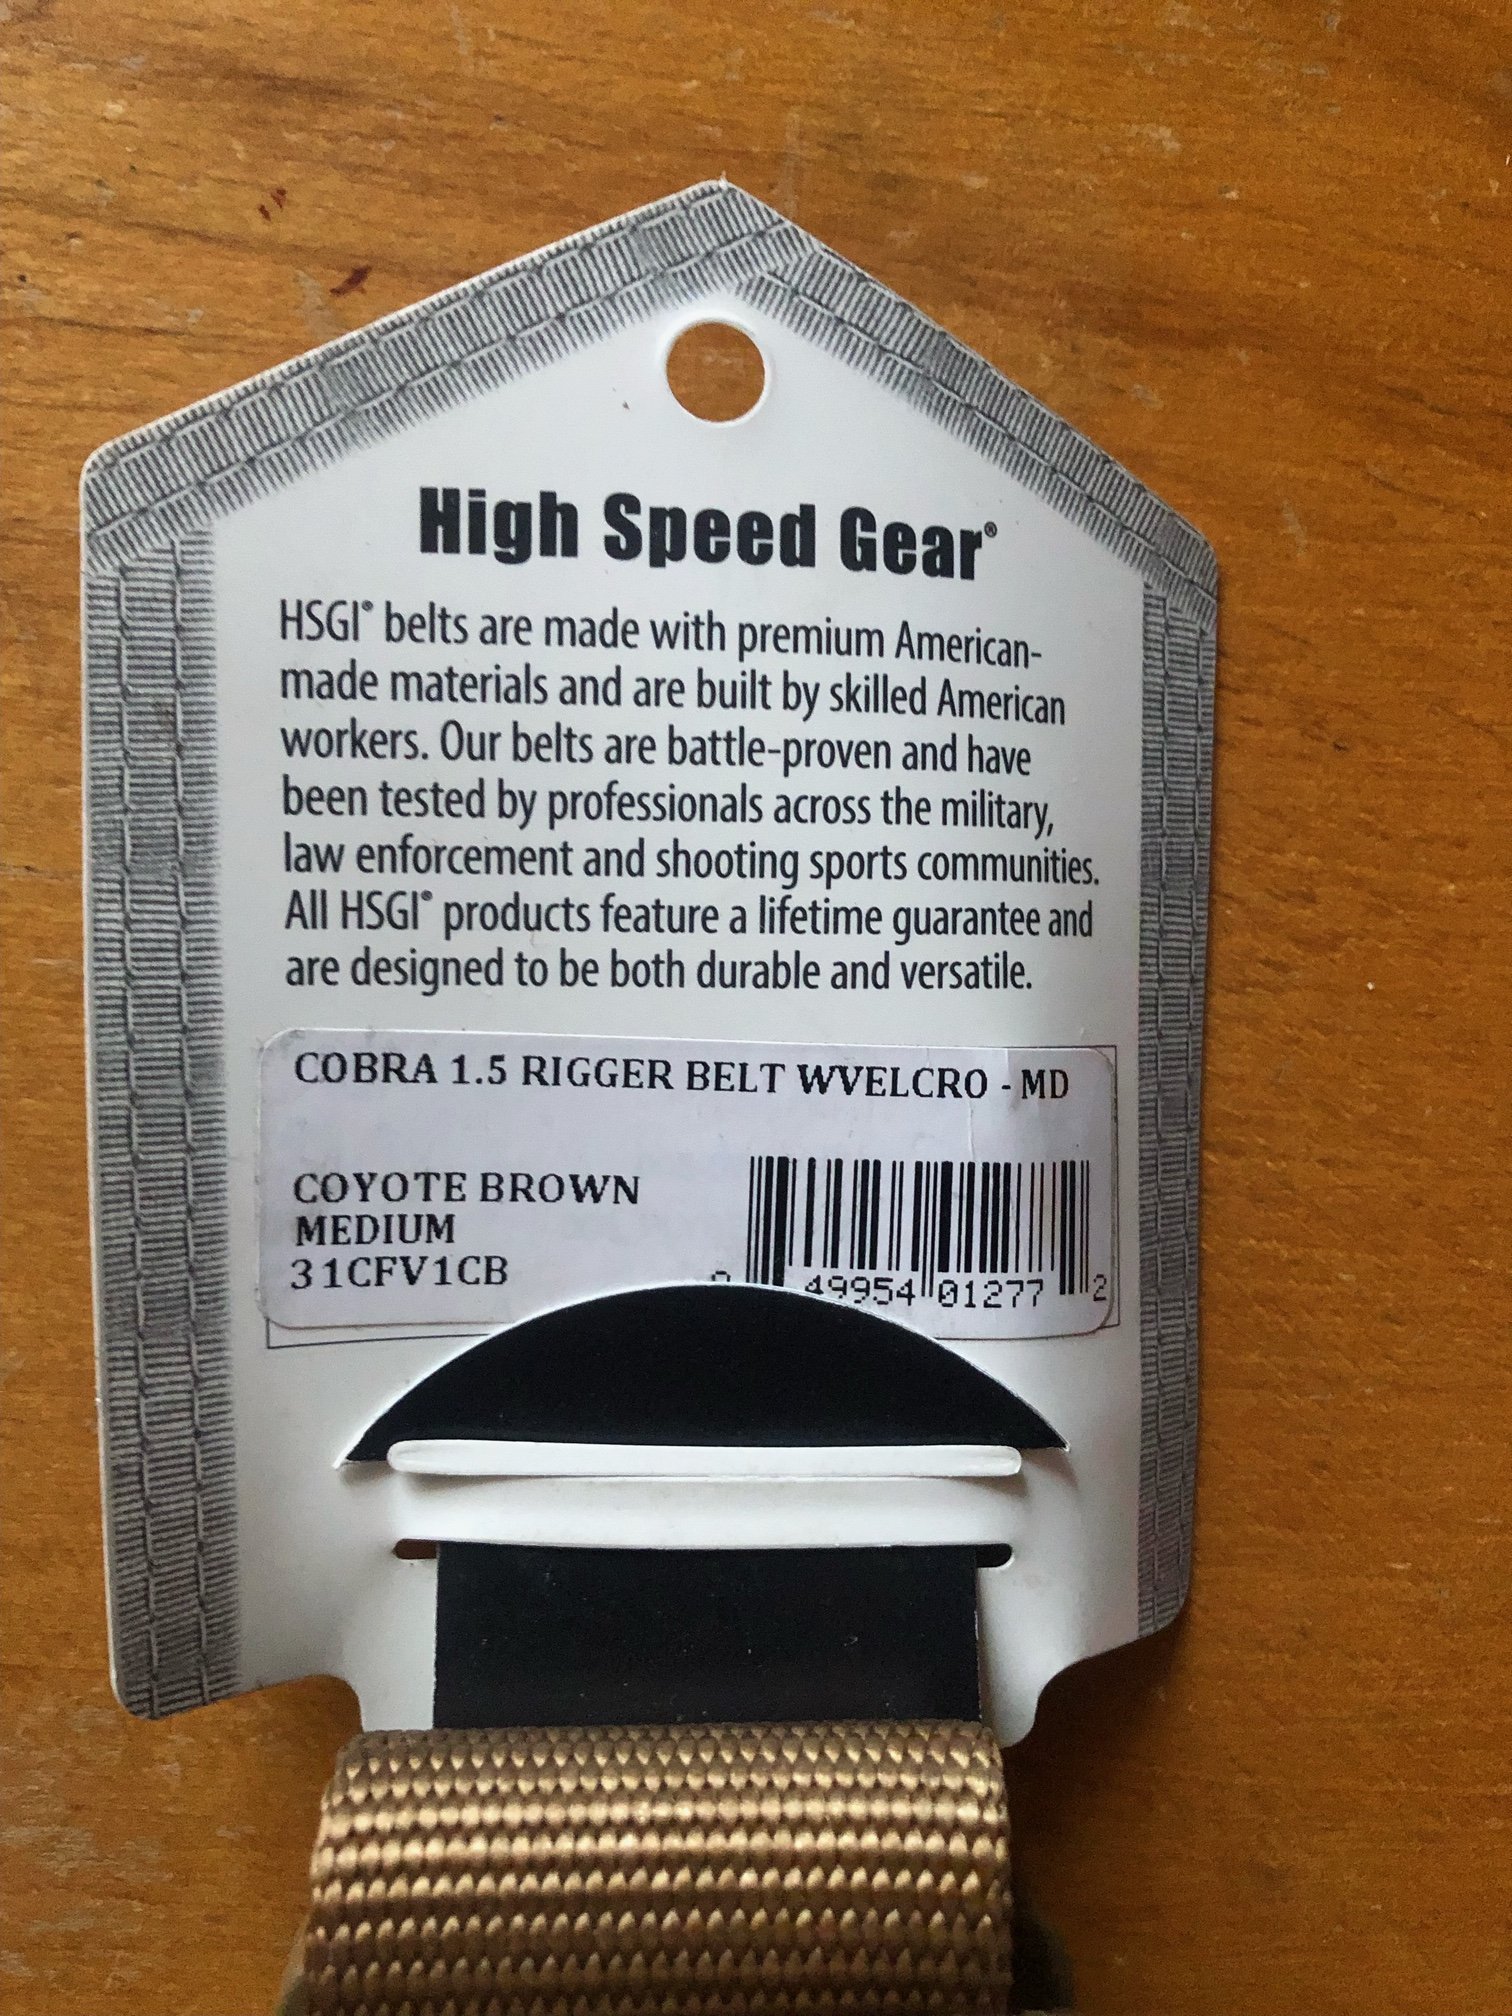 High Speed Gear®
HSGI® belts are made with premium American-
made materials and are built by skilled American
workers. Our belts are battle-proven and have
been tested by professionals across the military,
law enforcement and shooting sports communities.
All HSGI® products feature a lifetime guarantee and
are designed to be both durable and versatile.
COBRA 1.5 RIGGER BELT WVELCRO - MD
COYOTE BROWN
MEDIUM
31CFV1CB
49954 01277 2